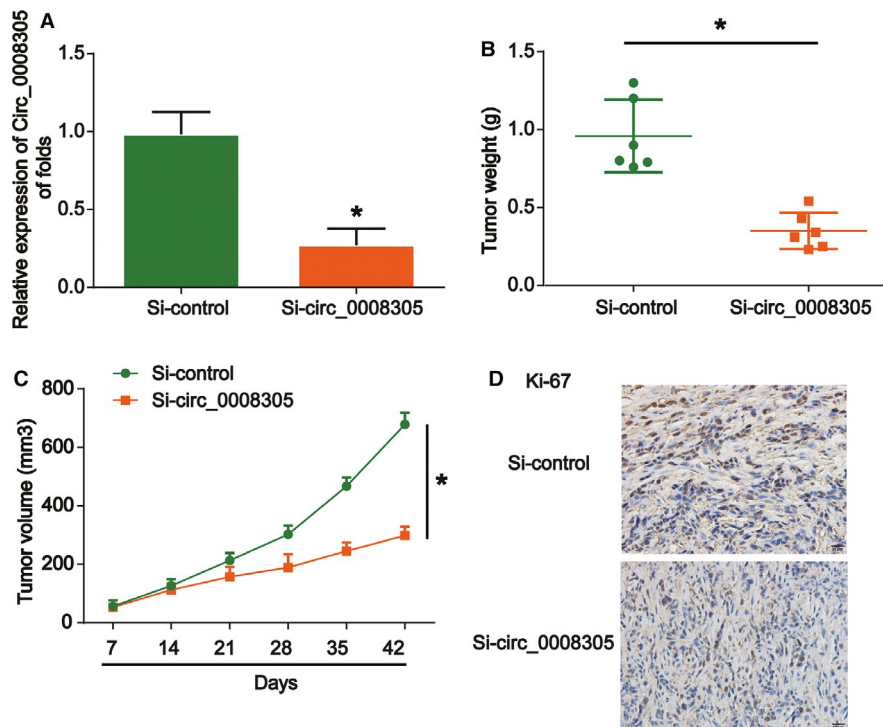 A
Relative expression of Circ_0008305
of folds
1.5
1.0
0.5
0.0
*
Si-control
Si-circ_0008305
B
Tumor weight (g)
1.5
1.0
0.5
0.0
*
Si-control
Si-circ_0008305
C
Si-control
Si-circ_0008305
Tumor volume (mm3)
800
600
400
200
0
*
7 14 21 28 35 42
Days
D
Ki-67
Si-control
Si-circ_0008305